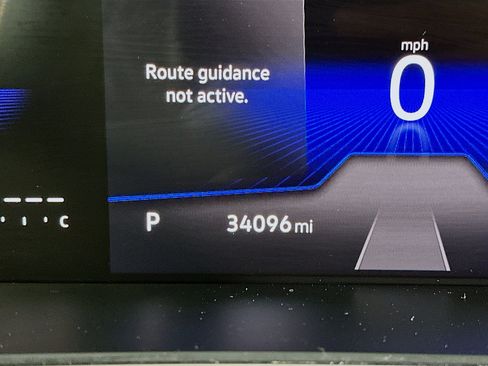 mph
0
Route guidance
not active.
C
P
34096 mi